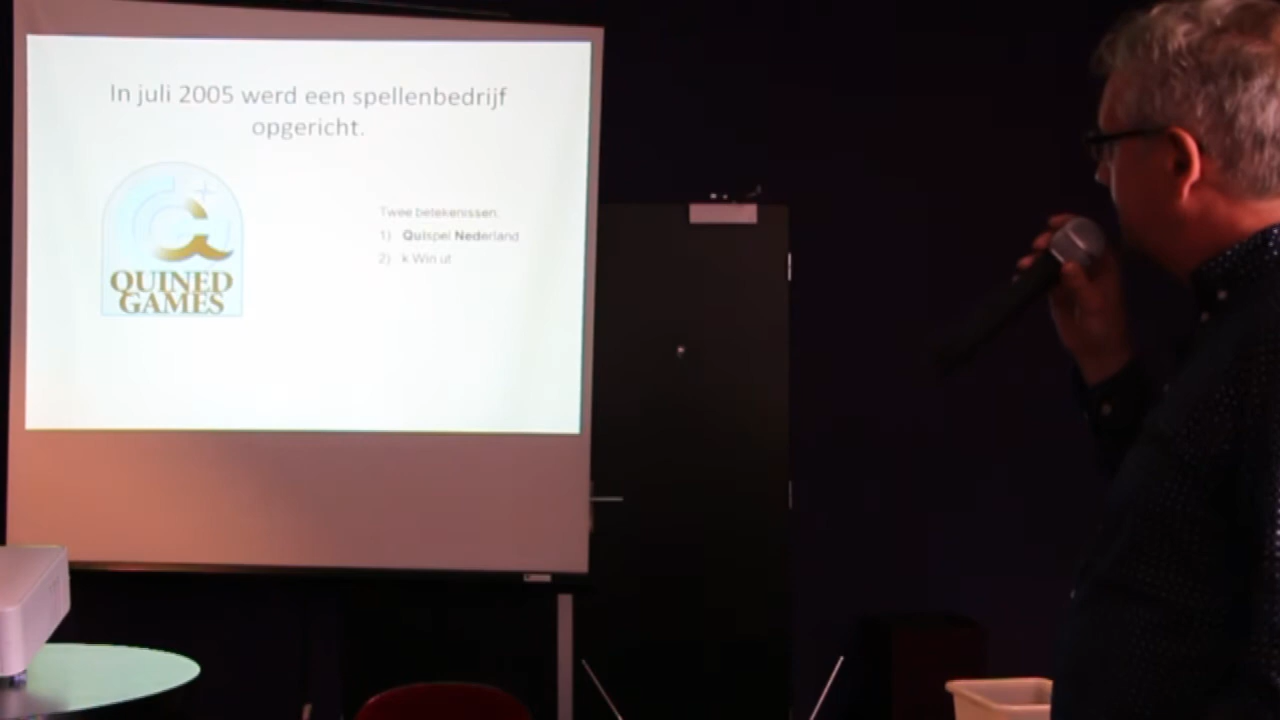 In juli 2005 werd een spellenbedrijf
opgericht.
QUINED
GAMES
Twee betekenissen:
1) Quispel Nederland
2) k Win ut